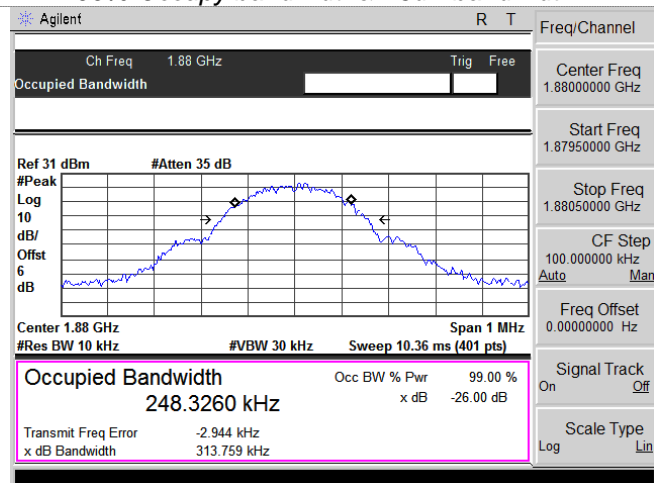 Agilent R T
Freq/Channel
Ch Freq 1.88 GHz Trig Free
Occupied Bandwidth
Center Freq
1.88000000 GHz
Start Freq
1.87950000 GHz
Ref 31 dBm #Atten 35 dB
#Peak
Log
10
dB/
Offst
6
dB
Stop Freq
1.88050000 GHz
CF Step
100.000000 kHz
Auto Man
Freq Offset
0.00000000 Hz
Center 1.88 GHz Span 1 MHz
#Res BW 10 kHz #VBW 30 kHz Sweep 10.36 ms (401 pts)
Occupied Bandwidth Occ BW % Pwr 99.00 %
248.3260 kHz x dB -26.00 dB
Transmit Freq Error -2.944 kHz
x dB Bandwidth 313.759 kHz
Signal Track
On Off
Scale Type
Log Lin